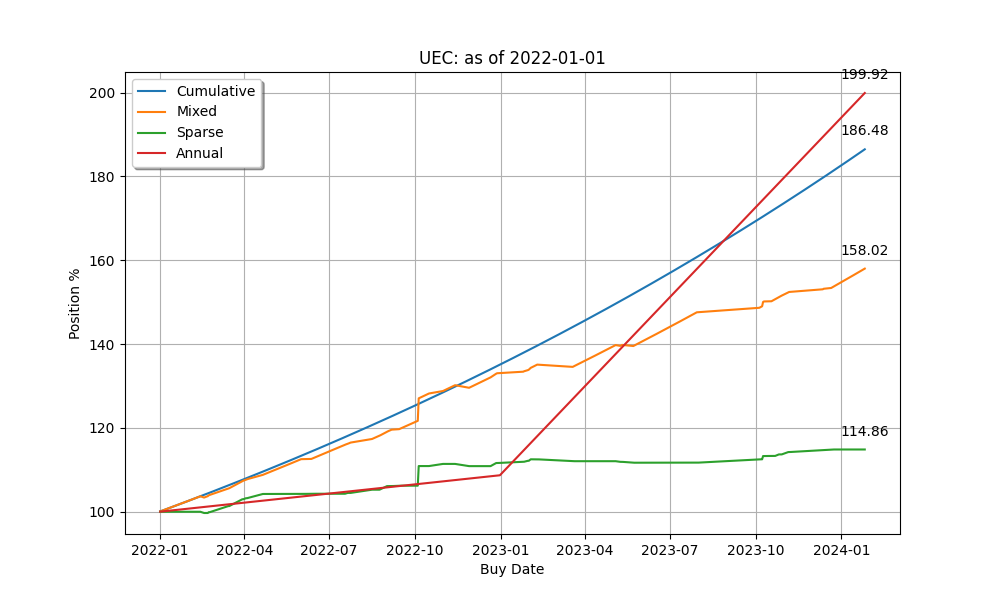 UEC: as of 2022-01-01
199.92
186.48
158.02
114.86
Cumulative
Mixed
Sparse
Annual
200
180
160
140
120
100
Position %
2022-01
2022-04
2022-07
2022-10
2023-01
2023-04
2023-07
2023-10
2024-01
Buy Date